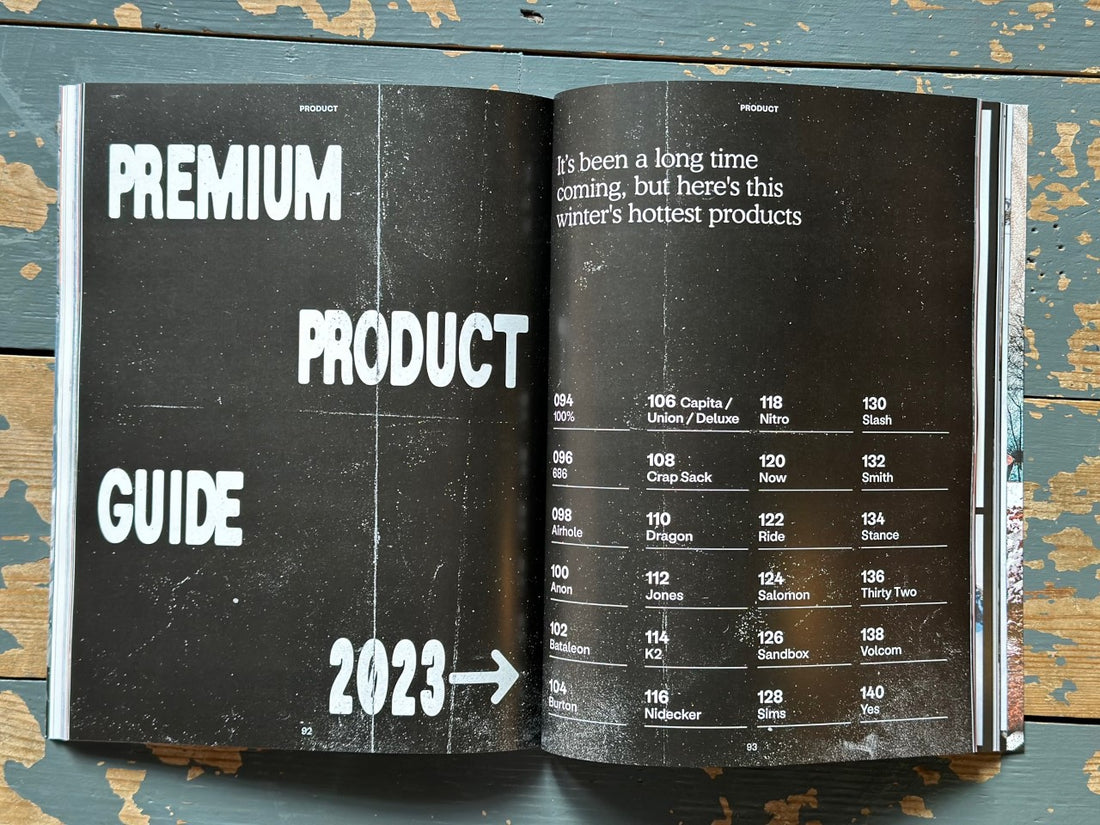 PRODUCT
PREMIUM
PRODUCT
GUIDE
2023→
92
PRODUCT
It's been a long time
coming, but here's this
winter's hottest products
094
100%
096
686
098
Airhole
100
Anon
102
Bataleon
104
Burton
106 Capita /
Union / Deluxe
108
Crap Sack
110
Dragon
112
Jones
114
K2
116
Nidecker
118
Nitro
120
Now
122
Ride
124
Salomon
126
Sandbox
128
Sims
130
Slash
132
Smith
134
Stance
136
Thirty Two
138
Volcom
140
Yes
93